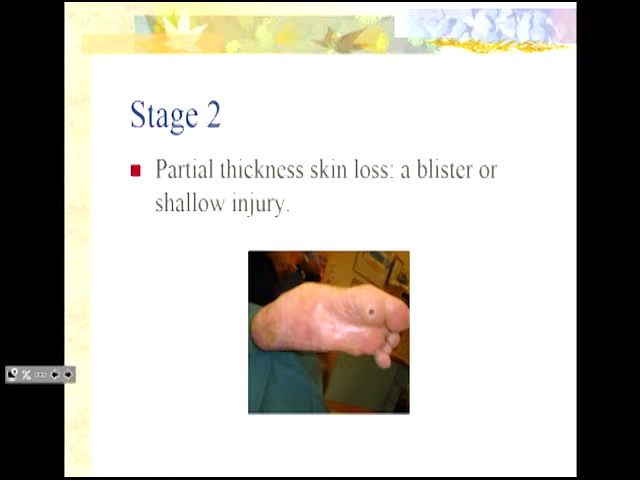 Stage 2
Partial thickness skin loss: a blister or
shallow injury.